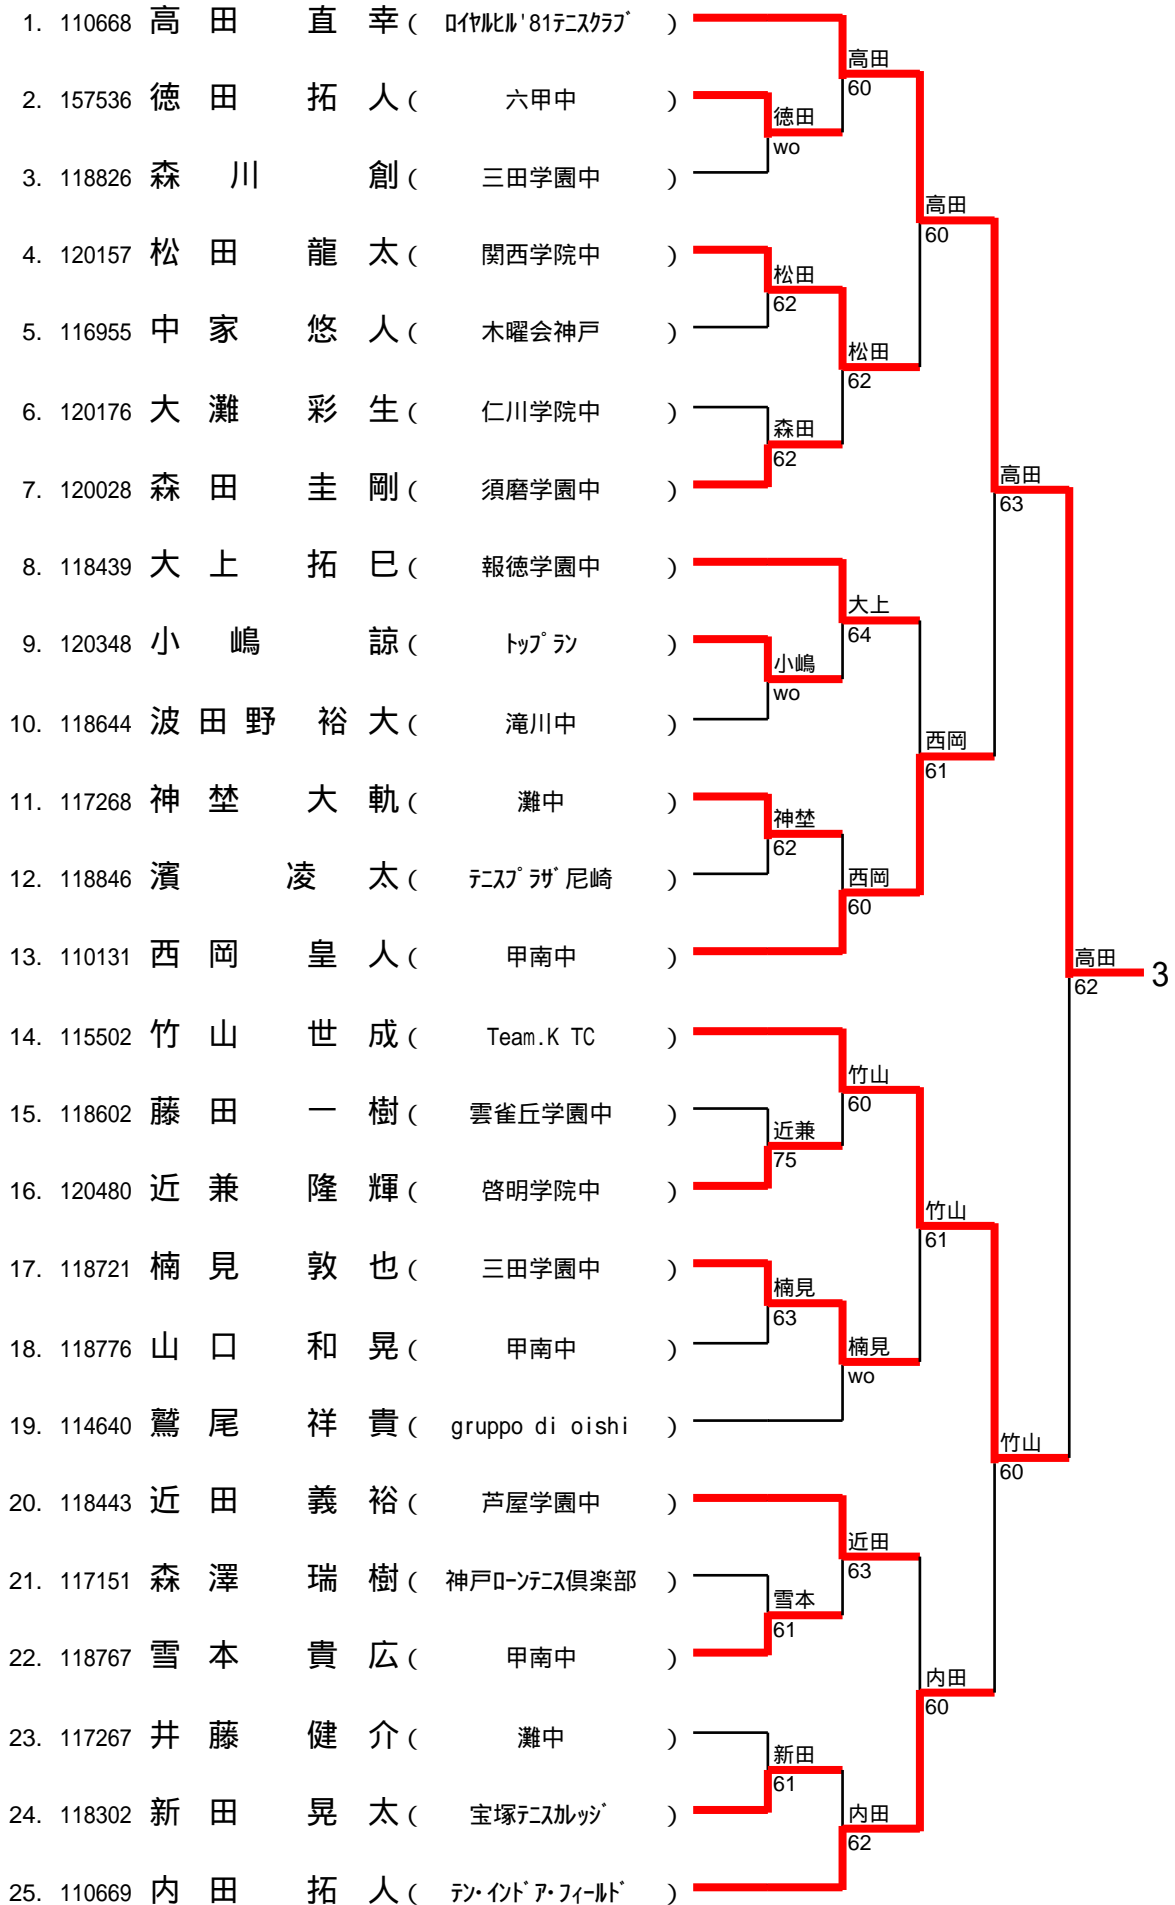 1. 110668 高田 直幸 ( ﾛｲﾔﾙﾋﾙ'81ﾃﾆｽｸﾗﾌﾞ )
高田
60
2. 157536 徳田 拓人 ( 六甲中 )
徳田
wo
3. 118826 森川 創 ( 三田学園中 )
高田
60
4. 120157 松田 龍太 ( 関西学院中 )
松田
62
5. 116955 中家 悠人 ( 木曜会神戸 )
松田
62
6. 120176 大灘 彩生 ( 仁川学院中 )
森田
62
7. 120028 森田 圭剛 ( 須磨学園中 )
高田
63
8. 118439 大上 拓巳 ( 報徳学園中 )
大上
64
9. 120348 小嶋 諒 ( ﾄｯﾌﾟﾗﾝ )
小嶋
wo
10. 118644 波田野 裕大 ( 滝川中 )
西岡
61
11. 117268 神埜 大軌 ( 灘中 )
神埜
62
12. 118846 濱 凌太 ( ﾃﾆｽﾌﾟﾗｻﾞ尼崎 )
西岡
60
13. 110131 西岡 皇人 ( 甲南中 )
高田
62
3
14. 115502 竹山 世成 ( Team.K TC )
竹山
60
15. 118602 藤田 一樹 ( 雲雀丘学園中 )
近兼
75
16. 120480 近兼 隆輝 ( 啓明学院中 )
竹山
61
17. 118721 楠見 敦也 ( 三田学園中 )
楠見
63
18. 118776 山口 和晃 ( 甲南中 )
楠見
wo
19. 114640 鷲尾 祥貴 ( gruppo di oishi )
竹山
60
20. 118443 近田 義裕 ( 芦屋学園中 )
近田
63
21. 117151 森澤 瑞樹 ( 神戸ﾛｰﾝﾃﾆｽ倶楽部 )
雪本
61
22. 118767 雪本 貴広 ( 甲南中 )
内田
60
23. 117267 井藤 健介 ( 灘中 )
新田
61
24. 118302 新田 晃太 ( 宝塚ﾃﾆｽｶﾚｯｼﾞ )
内田
62
25. 110669 内田 拓人 ( ﾃﾝ･ｲﾝﾄﾞｱ･ﾌｨｰﾙﾄﾞ )